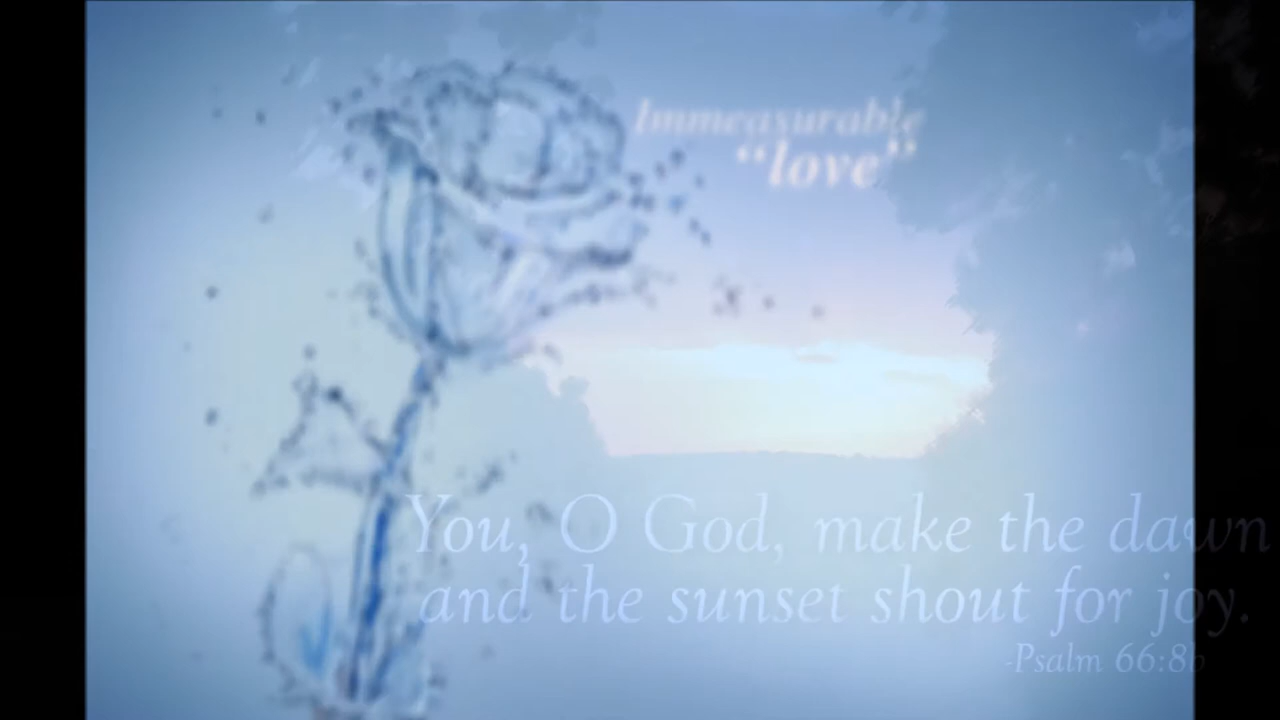 Immeasurable
“love”
You, O God, make the dawn
and the sunset shout for joy.
-Psalm 66:8b